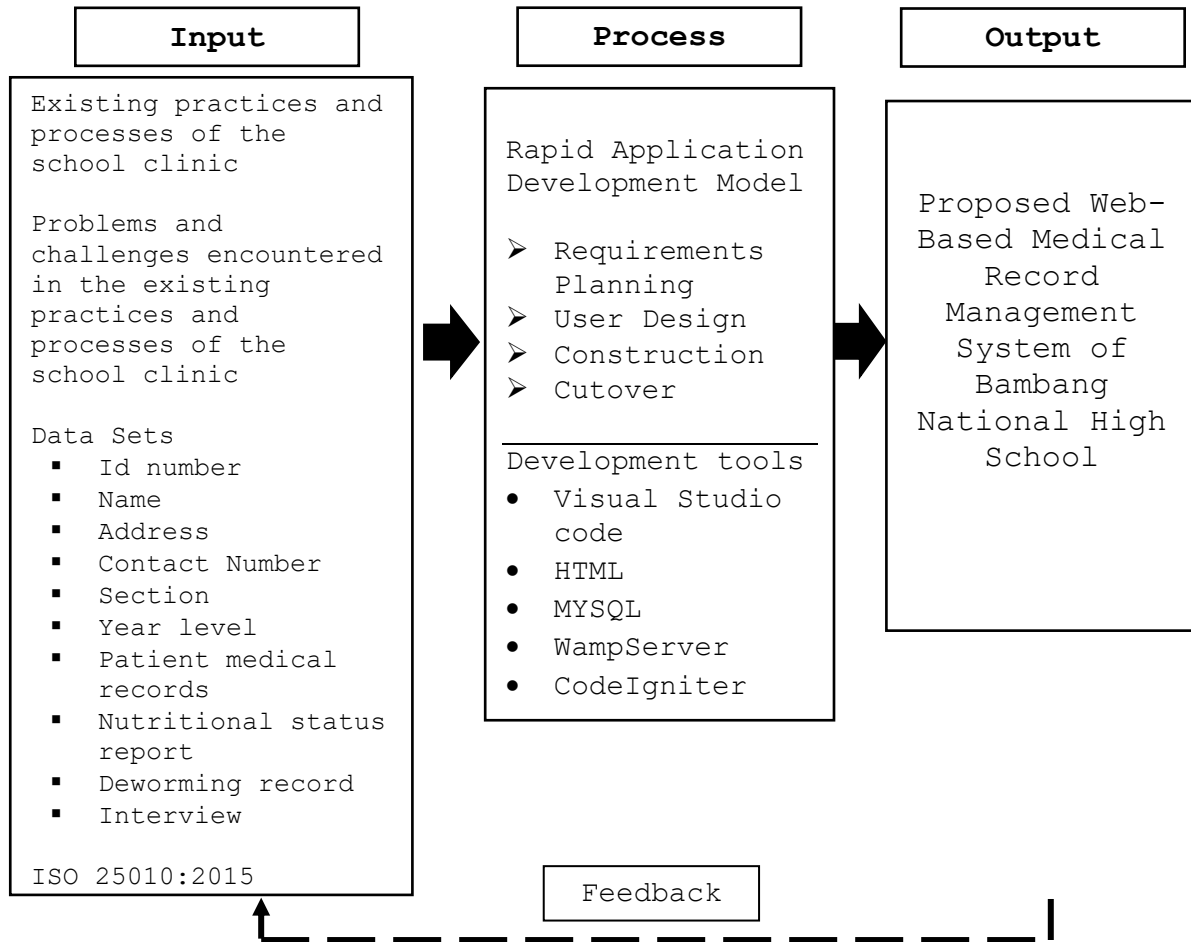 Input
Existing practices and
processes of the
school clinic
Problems and
challenges encountered
in the existing
practices and
processes of the
school clinic
Data Sets
▪ Id number
▪ Name
▪ Address
▪ Contact Number
▪ Section
▪ Year level
▪ Patient medical
records
▪ Nutritional status
report
▪ Deworming record
▪ Interview
ISO 25010:2015
Process
Rapid Application
Development Model
➢ Requirements
Planning
➢ User Design
➢ Construction
➢ Cutover
Development tools
• Visual Studio
code
• HTML
• MYSQL
• WampServer
• CodeIgniter
Output
Proposed Web-
Based Medical
Record
Management
System of
Bambang
National High
School
Feedback